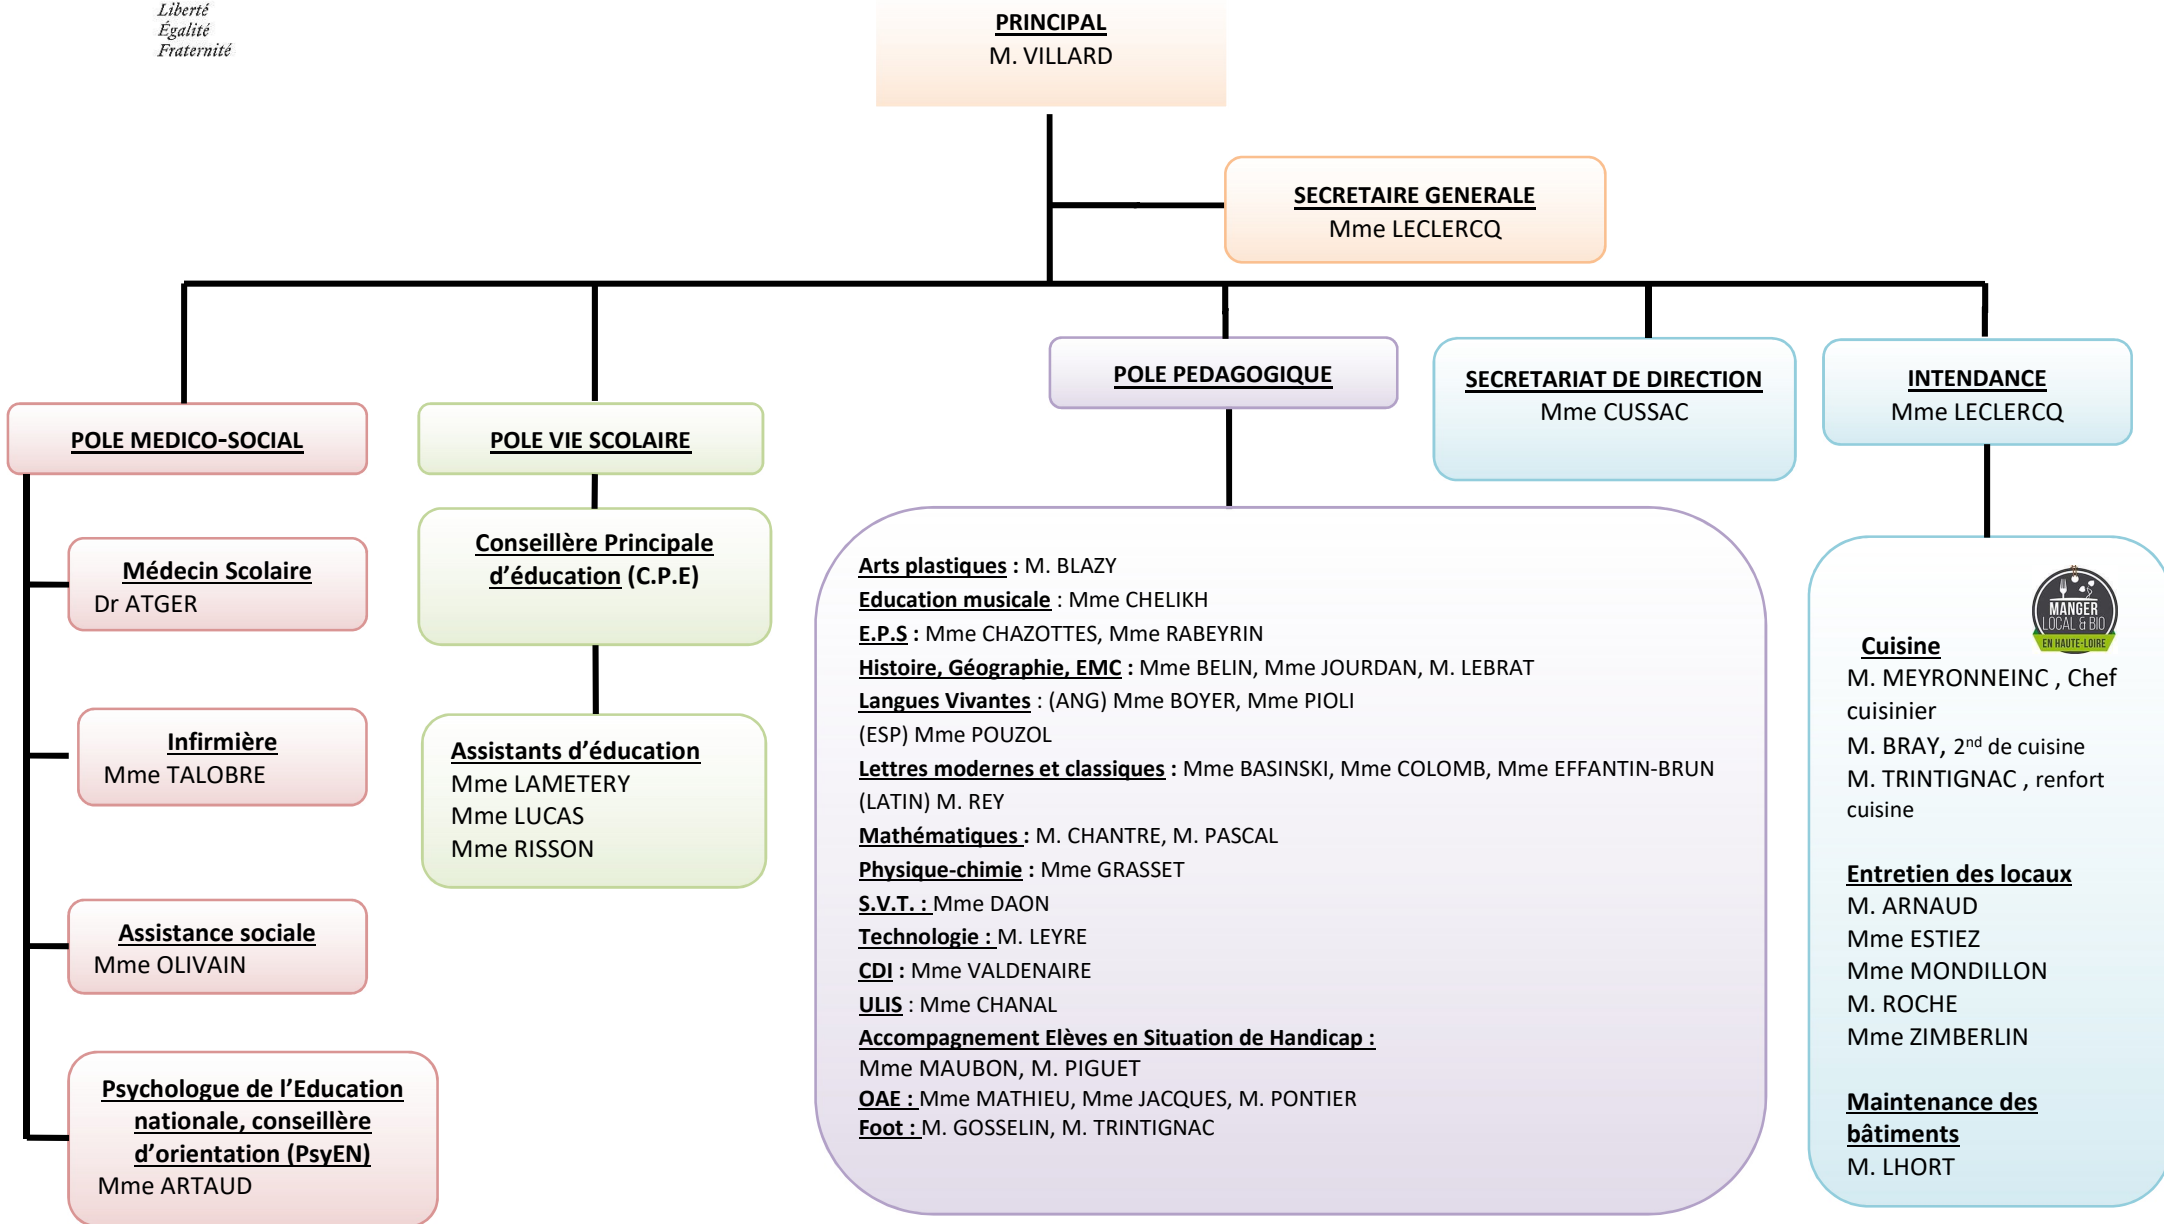 Liberté
Égalité
Fraternité
PRINCIPAL
M. VILLARD
SECRETAIRE GENERALE
Mme LECLERCQ
POLE MEDICO-SOCIAL
Médecin Scolaire
Dr ATGER
Infirmière
Mme TALOBRE
Assistance sociale
Mme OLIVAIN
Psychologue de l'Education
nationale, conseillère
d'orientation (PsyEN)
Mme ARTAUD
POLE VIE SCOLAIRE
Conseillère Principale
d'éducation (C.P.E)
Assistants d'éducation
Mme LAMETERY
Mme LUCAS
Mme RISSON
POLE PEDAGOGIQUE
Arts plastiques : M. BLAZY
Education musicale : Mme CHELIKH
E.P.S : Mme CHAZOTTES, Mme RABEYRIN
Histoire, Géographie, EMC : Mme BELIN, Mme JOURDAN, M. LEBRAT
Langues Vivantes : (ANG) Mme BOYER, Mme PIOLI
(ESP) Mme POUZOL
Lettres modernes et classiques : Mme BASINSKI, Mme COLOMB, Mme EFFANTIN-BRUN
(LATIN) M. REY
Mathématiques : M. CHANTRE, M. PASCAL
Physique-chimie : Mme GRASSET
S.V.T. : Mme DAON
Technologie : M. LEYRE
CDI : Mme VALDENAIRE
ULIS : Mme CHANAL
Accompagnement Elèves en Situation de Handicap :
Mme MAUBON, M. PIGUET
OAE : Mme MATHIEU, Mme JACQUES, M. PONTIER
Foot : M. GOSSELIN, M. TRINTIGNAC
SECRETARIAT DE DIRECTION
Mme CUSSAC
INTENDANCE
Mme LECLERCQ
MANGER
LOCAL & BIO
EN HAUTE-LOIRE
Cuisine
M. MEYRONNEINC , Chef
cuisinier
M. BRAY, 2nd de cuisine
M. TRINTIGNAC , renfort
cuisine
Entretien des locaux
M. ARNAUD
Mme ESTIEZ
Mme MONDILLON
M. ROCHE
Mme ZIMBERLIN
Maintenance des
bâtiments
M. LHORT